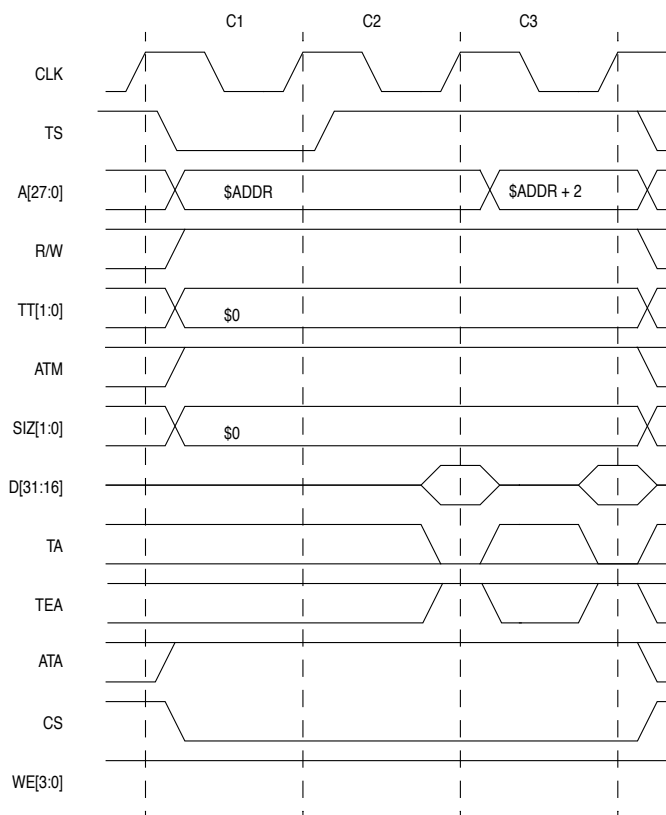 C1 C2 C3
CLK
TS
A[27:0] $ADDR $ADDR + 2
R/W
TT[1:0] $0
ATM
SIZ[1:0] $0
D[31:16]
TA
TEA
ATA
CS
WE[3:0]